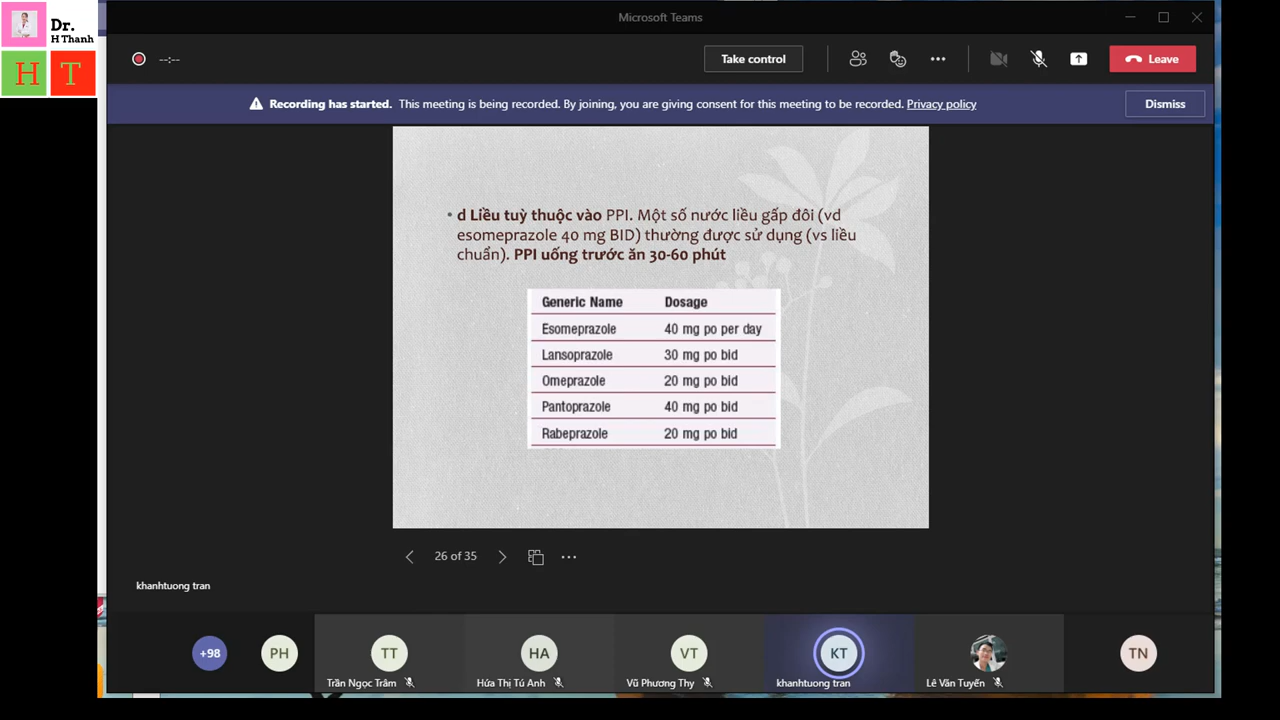 Dr.
H Thanh
H T
Microsoft Teams
--:--
Take control
Leave
Recording has started. This meeting is being recorded. By joining, you are giving consent for this meeting to be recorded. Privacy policy
Dismiss
• d Liều tuỳ thuộc vào PPI. Một số nước liều gấp đôi (vd
esomeprazole 40 mg BID) thường được sử dụng (vs liều
chuẩn). PPI uống trước ăn 30-60 phút
Generic Name Dosage
Esomeprazole 40 mg po per day
Lansoprazole 30 mg po bid
Omeprazole 20 mg po bid
Pantoprazole 40 mg po bid
Rabeprazole 20 mg po bid
26 of 35
khanhtuong tran
+98
PH
TT
HA
VT
KT
TN
Trần Ngọc Trâm
Hứa Thị Tú Anh
Vũ Phương Thy
khanhtuong tran
Lê Văn Tuyến